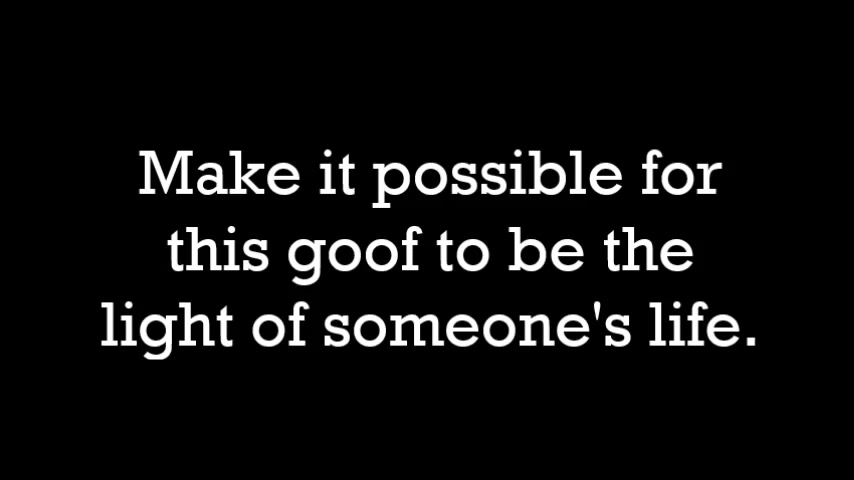 Make it possible for
this goof to be the
light of someone's life.